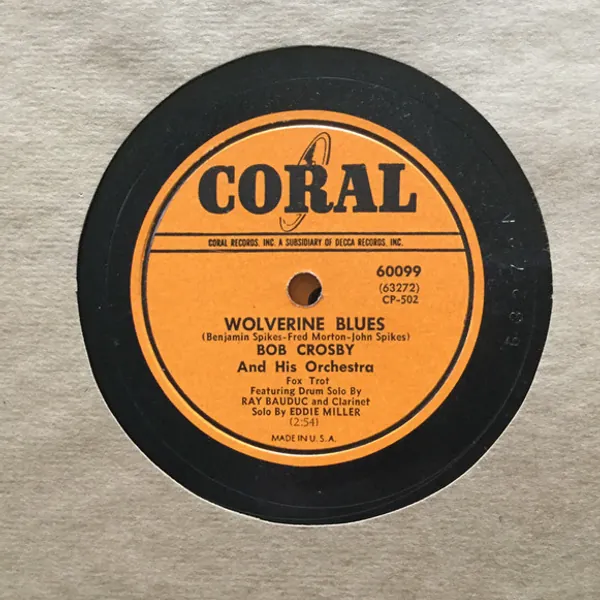 CORAL
CORAL RECORDS, INC. A SUBSIDIARY OF DECCA RECORDS, INC.
60099
(63272)
CP-502
WOLVERINE BLUES
(Benjamin Spikes-Fred Morton-John Spikes)
BOB CROSBY
And His Orchestra
Fox Trot
Featuring Drum Solo By
RAY BAUDUC and Clarinet
Solo By EDDIE MILLER
(2:54)
MADE IN U. S. A.